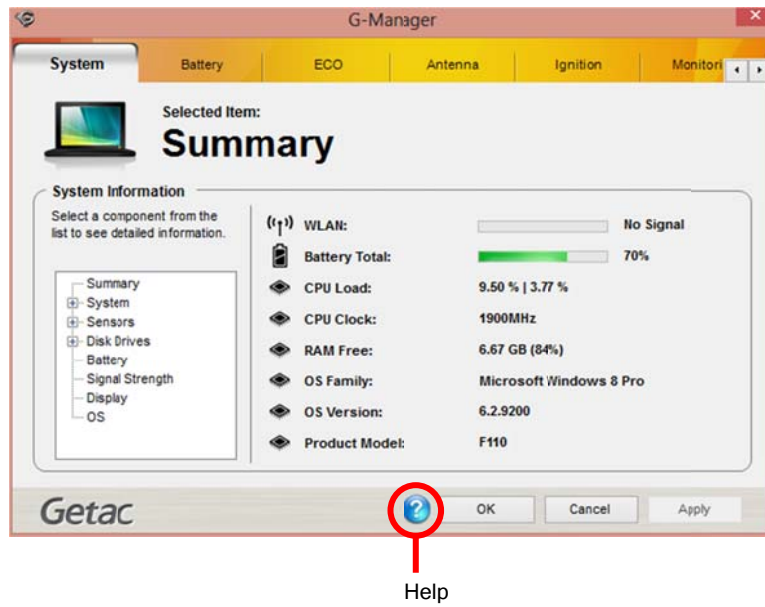 G-Manager
System
Battery
ECO
Antenna
Ignition
Monitori
Selected Item:
Summary
System Information
Select a component from the
list to see detailed information.
Summary
System
Sensors
Disk Drives
Battery
Signal Strength
Display
OS
WLAN: No Signal
Battery Total: 70%
CPU Load: 9.50 % | 3.77 %
CPU Clock: 1900MHz
RAM Free: 6.67 GB (84%)
OS Family: Microsoft Windows 8 Pro
OS Version: 6.2.9200
Product Model: F110
Getac
?
OK
Cancel
Apply
Help